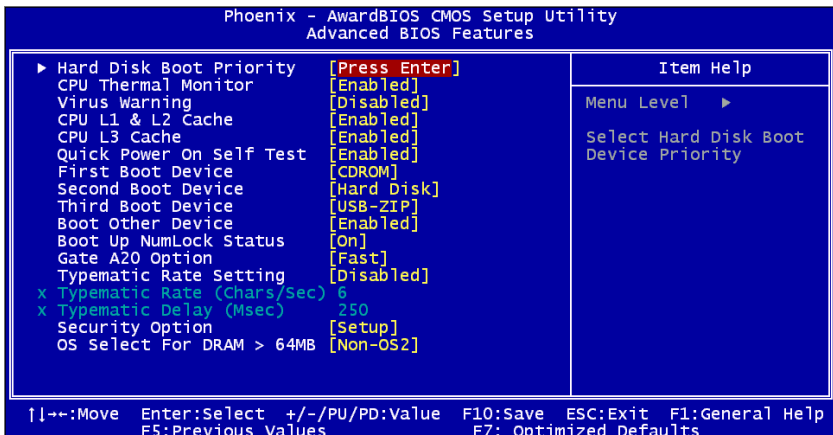 Phoenix - AwardBIOS CMOS Setup Utility
Advanced BIOS Features
▶ Hard Disk Boot Priority [Press Enter]
CPU Thermal Monitor [Enabled]
Virus Warning [Disabled]
CPU L1 & L2 Cache [Enabled]
CPU L3 Cache [Enabled]
Quick Power On Self Test [Enabled]
First Boot Device [CDROM]
Second Boot Device [Hard Disk]
Third Boot Device [USB-ZIP]
Boot Other Device [Enabled]
Boot Up NumLock Status [On]
Gate A20 Option [Fast]
Typematic Rate Setting [Disabled]
x Typematic Rate (Chars/Sec) 6
x Typematic Delay (Msec) 250
Security Option [Setup]
OS Select For DRAM > 64MB [Non-OS2]
Item Help
Menu Level ▶
Select Hard Disk Boot
Device Priority
↑↓→←:Move Enter:Select +/-/PU/PD:Value F10:Save ESC:Exit F1:General Help
F5:Previous Values F7: Optimized Defaults